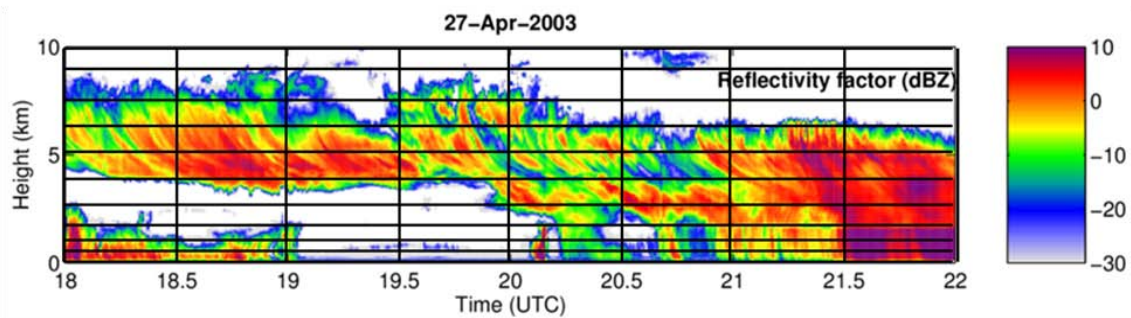 27-Apr-2003
10
5
0
Height (km)
Reflectivity factor (dBZ)
18 18.5 19 19.5 20 20.5 21 21.5 22
Time (UTC)
10
0
−10
−20
−30